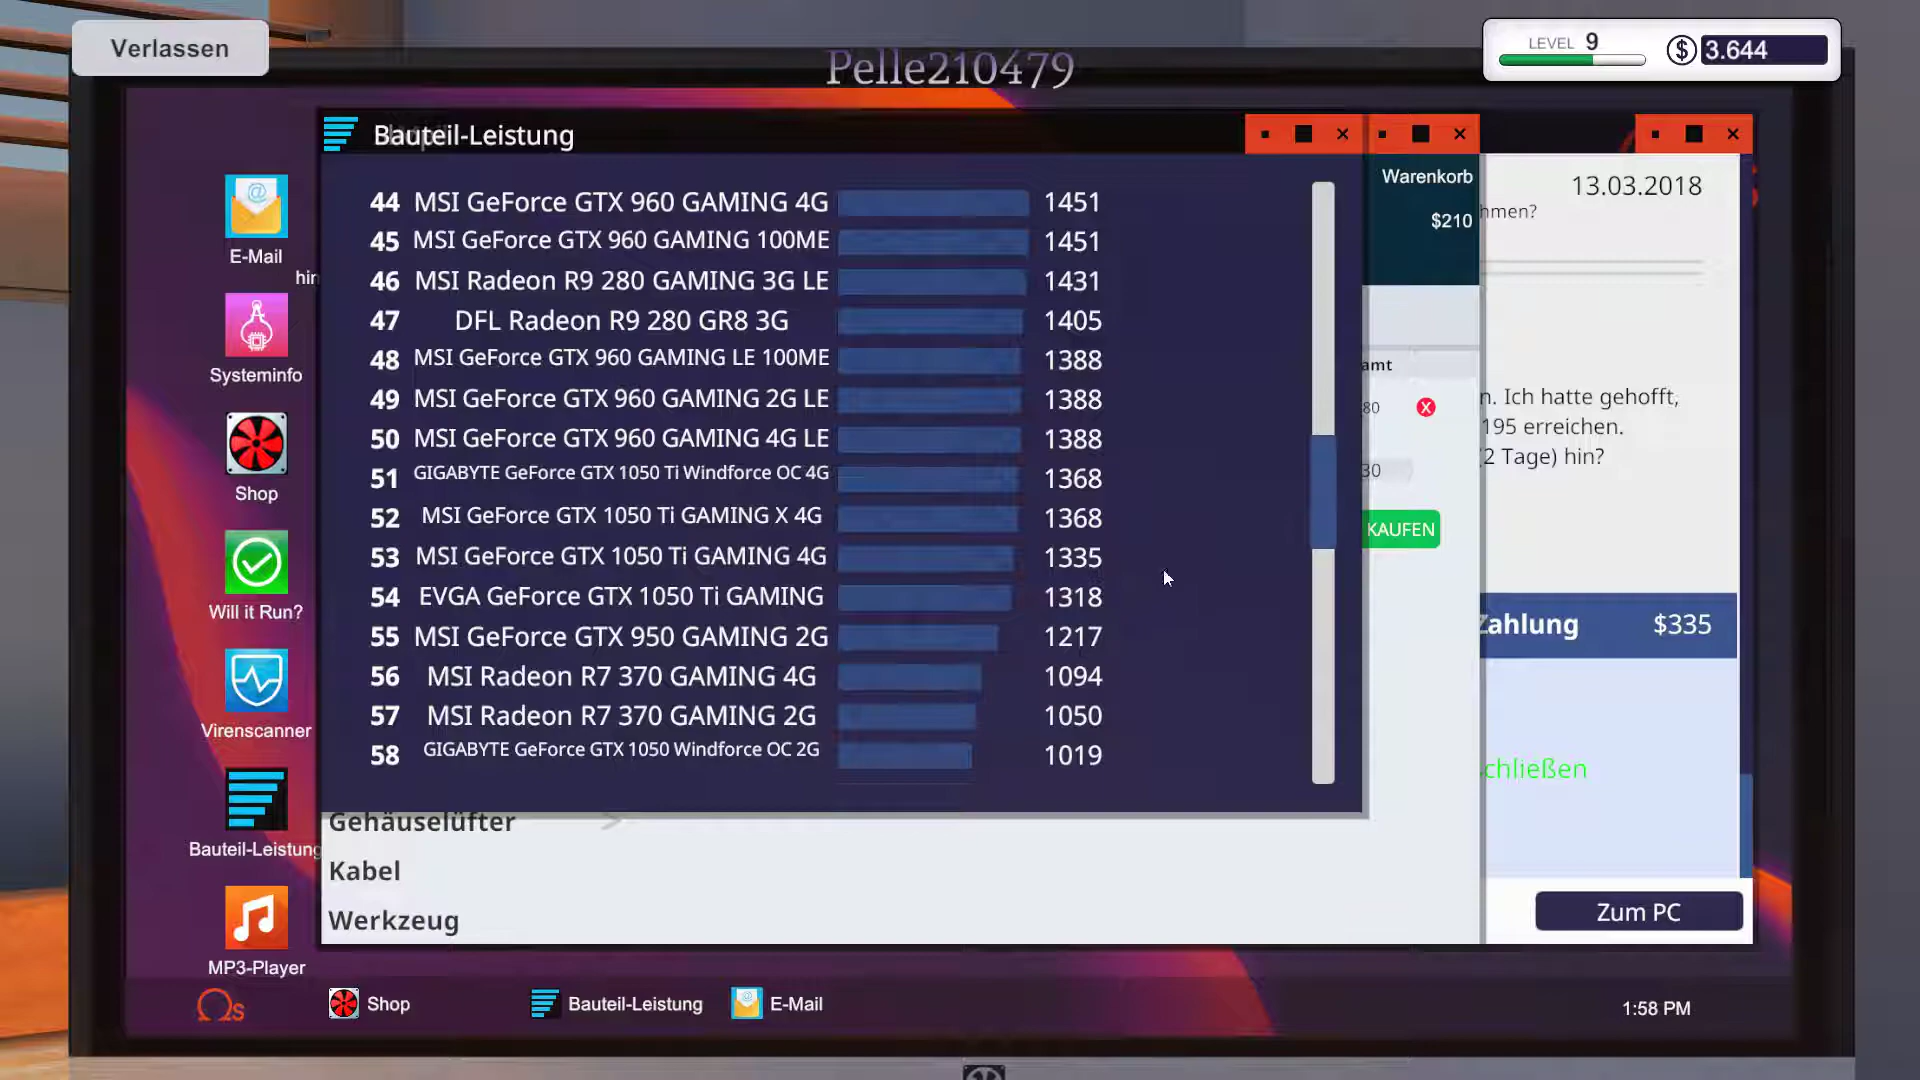 Verlassen
Pelle210479
LEVEL 9
$ 3.644
Bauteil-Leistung
44 MSI GeForce GTX 960 GAMING 4G 1451
45 MSI GeForce GTX 960 GAMING 100ME 1451
46 MSI Radeon R9 280 GAMING 3G LE 1431
47 DFL Radeon R9 280 GR8 3G 1405
48 MSI GeForce GTX 960 GAMING LE 100ME 1388
49 MSI GeForce GTX 960 GAMING 2G LE 1388
50 MSI GeForce GTX 960 GAMING 4G LE 1388
51 GIGABYTE GeForce GTX 1050 Ti Windforce OC 4G 1368
52 MSI GeForce GTX 1050 Ti GAMING X 4G 1368
53 MSI GeForce GTX 1050 Ti GAMING 4G 1335
54 EVGA GeForce GTX 1050 Ti GAMING 1318
55 MSI GeForce GTX 950 GAMING 2G 1217
56 MSI Radeon R7 370 GAMING 4G 1094
57 MSI Radeon R7 370 GAMING 2G 1050
58 GIGABYTE GeForce GTX 1050 Windforce OC 2G 1019
Warenkorb
$210
amt
80
30
KAUFEN
13.03.2018
hmen?
n. Ich hatte gehofft,
195 erreichen.
(2 Tage) hin?
Zahlung $335
chließen
Zum PC
E-Mail
hin
Systeminfo
Shop
Will it Run?
Virenscanner
Bauteil-Leistung
MP3-Player
Gehäuselüfter >
Kabel
Werkzeug
Ωs
Shop
Bauteil-Leistung
E-Mail
1:58 PM